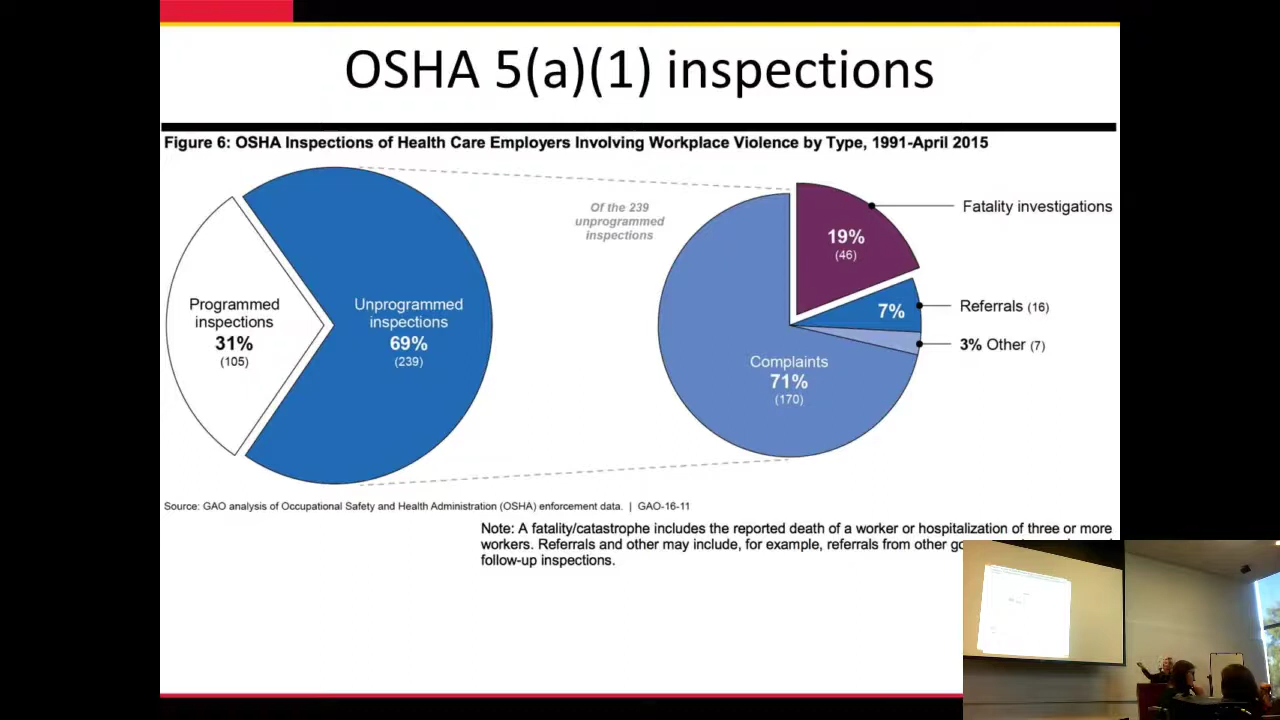 OSHA 5(a)(1) inspections
Figure 6: OSHA Inspections of Health Care Employers Involving Workplace Violence by Type, 1991-April 2015
Of the 239
unprogrammed
inspections
Programmed
inspections
31%
(105)
Unprogrammed
inspections
69%
(239)
19%
(46)
Fatality investigations
7%
Referrals (16)
3% Other (7)
Complaints
71%
(170)
Source: GAO analysis of Occupational Safety and Health Administration (OSHA) enforcement data. | GAO-16-11
Note: A fatality/catastrophe includes the reported death of a worker or hospitalization of three or more
workers. Referrals and other may include, for example, referrals from other
follow-up inspections.